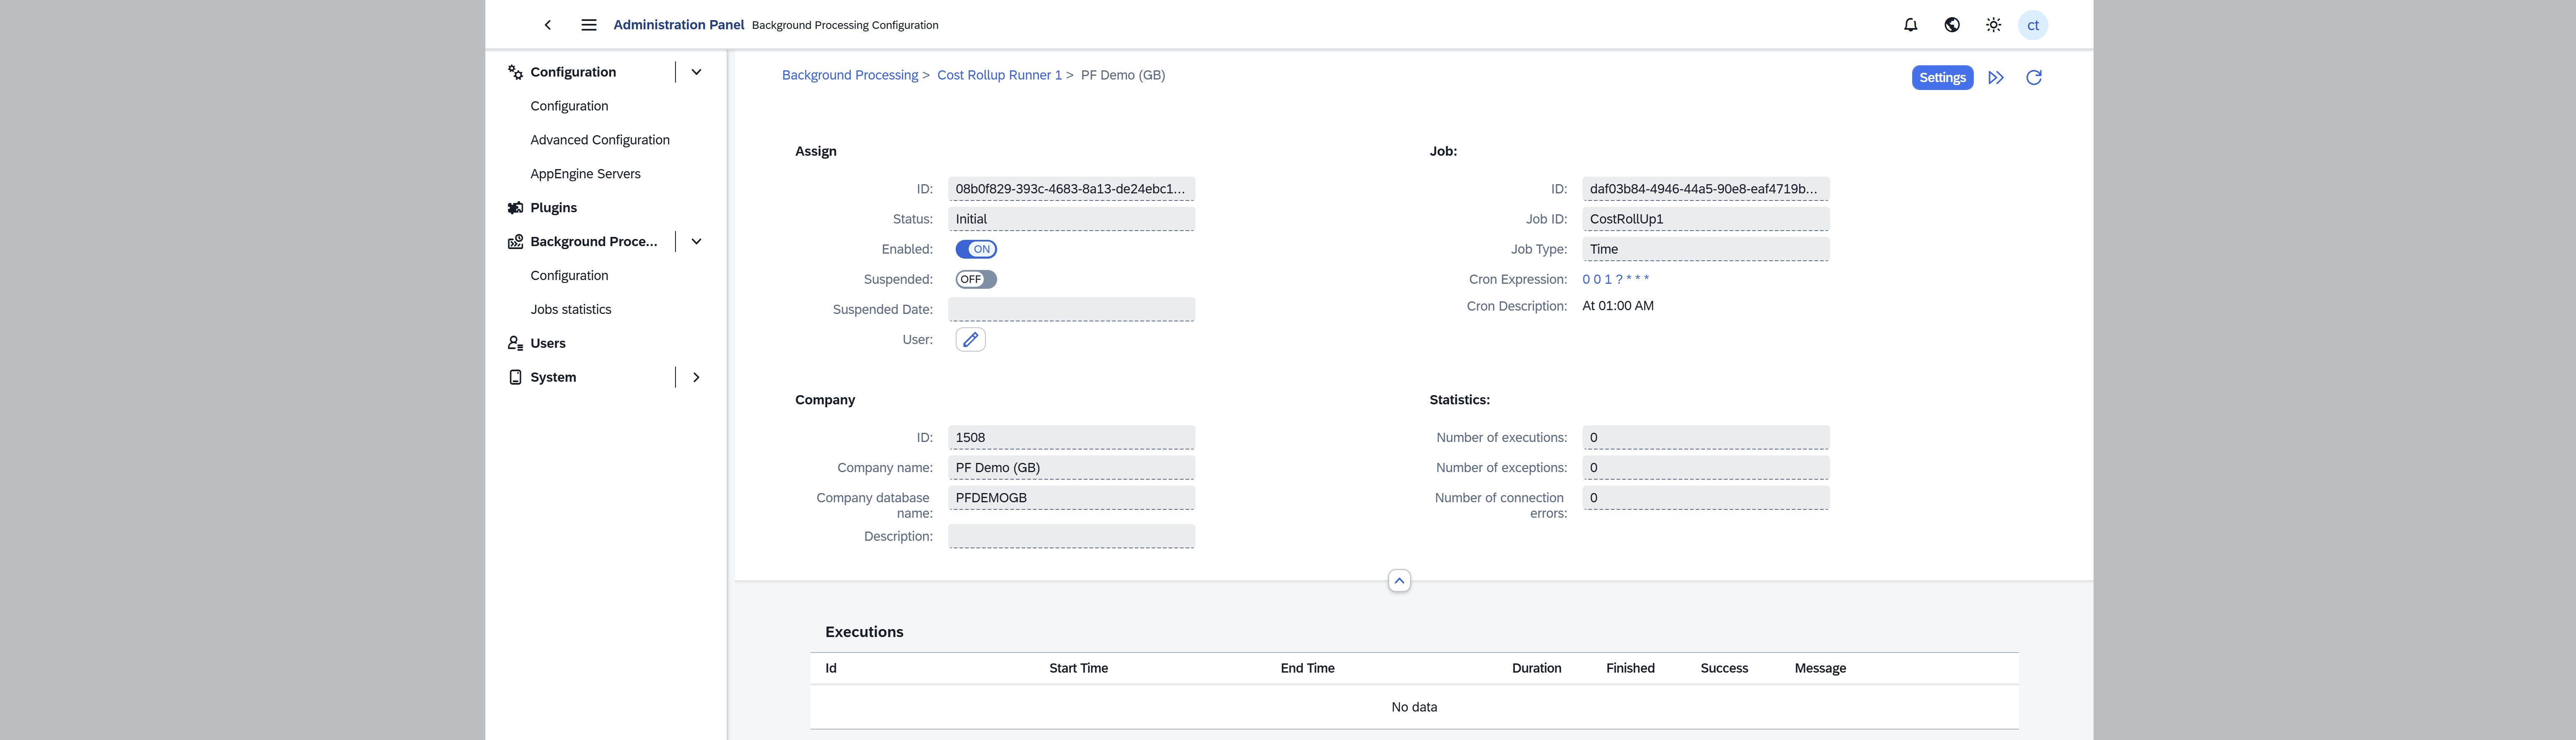 Administration Panel Background Processing Configuration
ct
Configuration
Configuration
Advanced Configuration
AppEngine Servers
Plugins
Background Proce...
Configuration
Jobs statistics
Users
System
Background Processing > Cost Rollup Runner 1 > PF Demo (GB)
Settings
Assign
ID: 08b0f829-393c-4683-8a13-de24ebc1...
Status: Initial
Enabled: ON
Suspended: OFF
Suspended Date:
User:
Job:
ID: daf03b84-4946-44a5-90e8-eaf4719b...
Job ID: CostRollUp1
Job Type: Time
Cron Expression: 0 0 1 ? * * *
Cron Description: At 01:00 AM
Company
ID: 1508
Company name: PF Demo (GB)
Company database PFDEMOGB
name:
Description:
Statistics:
Number of executions: 0
Number of exceptions: 0
Number of connection 0
errors:
Executions
Id Start Time End Time Duration Finished Success Message
No data